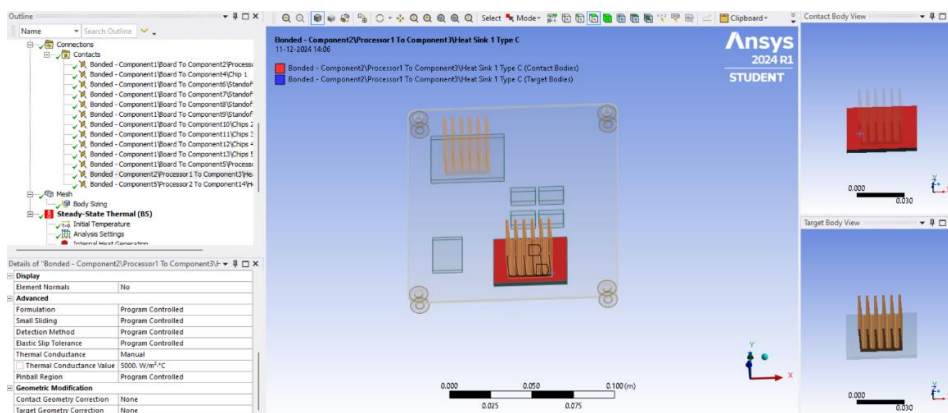 Outline
Name
Search Outline
Connections
Contacts
Bonded - Component1\Board To Component2\Process
Bonded - Component1\Board To Component4\Chip 1
Bonded - Component1\Board To Component6\Standof
Bonded - Component1\Board To Component7\Standof
Bonded - Component1\Board To Component8\Standof
Bonded - Component1\Board To Component9\Standof
Bonded - Component1\Board To Component10\Chips 2
Bonded - Component1\Board To Component11\Chips 3
Bonded - Component1\Board To Component12\Chips 4
Bonded - Component1\Board To Component13\Chips 5
Bonded - Component1\Board To Component5\Process
Bonded - Component2\Processor1 To Component3\He
Bonded - Component5\Processor2 To Component14\H
Mesh
Body Sizing
Steady-State Thermal (B5)
Initial Temperature
Analysis Settings
Internal Heat Generation
Details of "Bonded - Component2\Processor1 To Component3\H
Display
Element Normals No
Advanced
Formulation Program Controlled
Small Sliding Program Controlled
Detection Method Program Controlled
Elastic Slip Tolerance Program Controlled
Thermal Conductance Manual
Thermal Conductance Value 5000. W/m²·°C
Pinball Region Program Controlled
Geometric Modification
Contact Geometry Correction None
Target Geometry Correction None
Select Mode Clipboard
Bonded - Component2\Processor1 To Component3\Heat Sink 1 Type C
11-12-2024 14:06
Bonded - Component2\Processor1 To Component3\Heat Sink 1 Type C (Contact Bodies)
Bonded - Component2\Processor1 To Component3\Heat Sink 1 Type C (Target Bodies)
Ansys
2024 R1
STUDENT
Y
X
0.000 0.050 0.100 (m)
0.025 0.075
Contact Body View
0.000
0.030
Target Body View
0.000
0.030